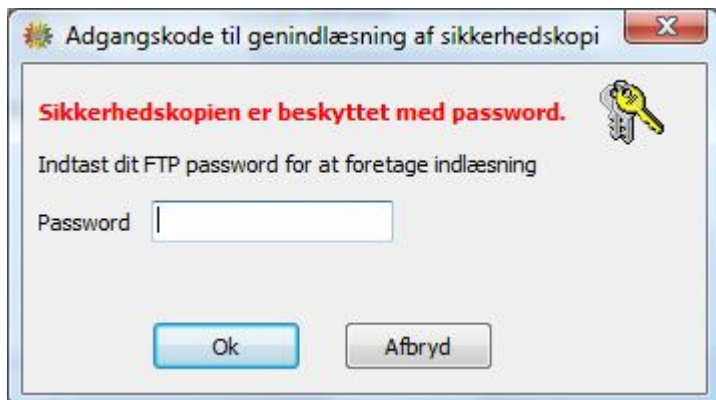 Adgangskode til genindlæsning af sikkerhedskopi
Sikkerhedskopien er beskyttet med password.
Indtast dit FTP password for at foretage indlæsning
Password
Ok Afbryd